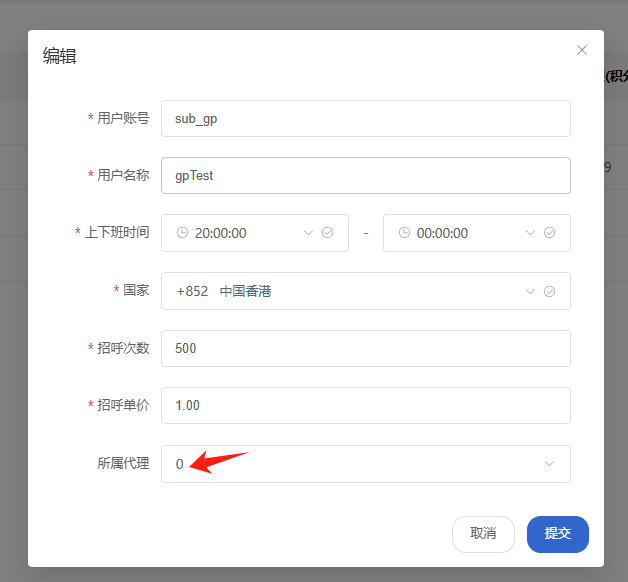 编辑
(积分
* 用户账号 sub_gp
9
* 用户名称 gpTest
* 上下班时间 20:00:00 - 00:00:00
* 国家 +852 中国香港
* 招呼次数 500
* 招呼单价 1.00
所属代理 0
取消 提交